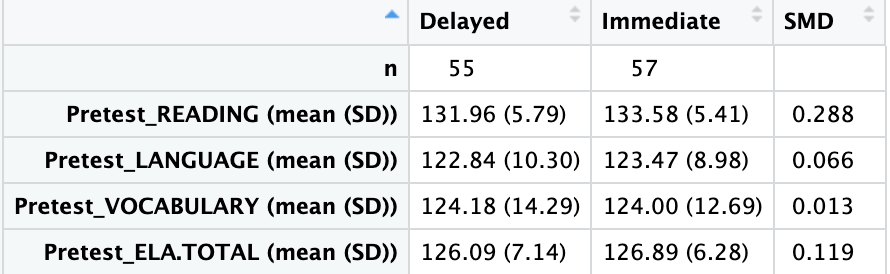 Delayed Immediate SMD
n 55 57
Pretest_READING (mean (SD)) 131.96 (5.79) 133.58 (5.41) 0.288
Pretest_LANGUAGE (mean (SD)) 122.84 (10.30) 123.47 (8.98) 0.066
Pretest_VOCABULARY (mean (SD)) 124.18 (14.29) 124.00 (12.69) 0.013
Pretest_ELA.TOTAL (mean (SD)) 126.09 (7.14) 126.89 (6.28) 0.119